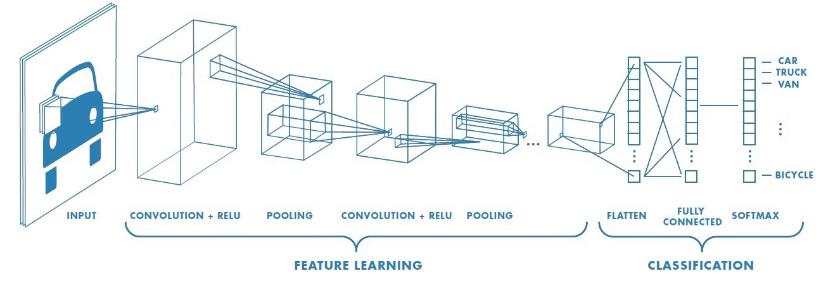 CAR
TRUCK
VAN
BICYCLE
INPUT
CONVOLUTION + RELU
POOLING
CONVOLUTION + RELU
POOLING
FLATTEN
FULLY
CONNECTED
SOFTMAX
FEATURE LEARNING
CLASSIFICATION